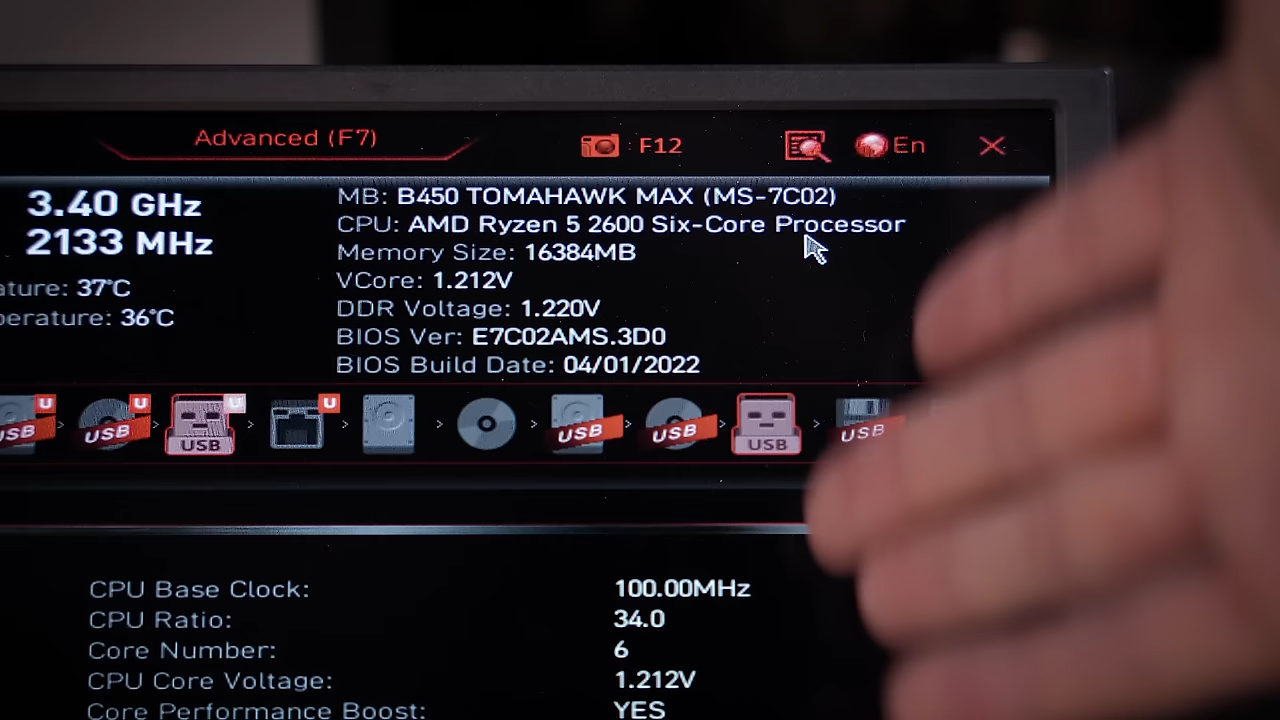 Advanced (F7)
F12
En
3.40 GHz
2133 MHz
ature: 37°C
perature: 36°C
MB: B450 TOMAHAWK MAX (MS-7C02)
CPU: AMD Ryzen 5 2600 Six-Core Processor
Memory Size: 16384MB
VCore: 1.212V
DDR Voltage: 1.220V
BIOS Ver: E7C02AMS.3D0
BIOS Build Date: 04/01/2022
USB U
USB U
USB U
U
USB
USB
USB
USB
CPU Base Clock: 100.00MHz
CPU Ratio: 34.0
Core Number: 6
CPU Core Voltage: 1.212V
Core Performance Boost: YES